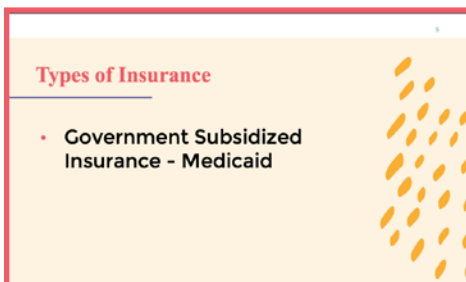 Types of Insurance
• Government Subsidized
Insurance - Medicaid